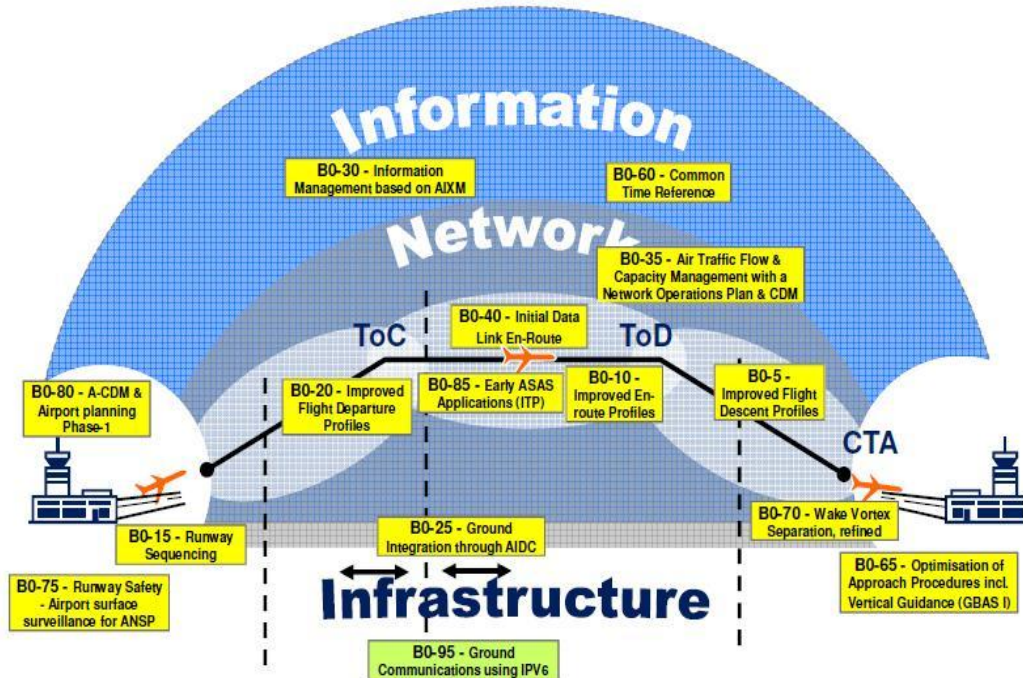 Information
B0-30 - Information
Management based on AIXM
B0-60 - Common
Time Reference
Network
B0-35 - Air Traffic Flow &
Capacity Management with a
Network Operations Plan & CDM
B0-40 - Initial Data
Link En-Route
ToC
ToD
B0-80 - A-CDM &
Airport planning
Phase-1
B0-20 - Improved
Flight Departure
Profiles
B0-85 - Early ASAS
Applications (ITP)
B0-10 -
Improved En-
route Profiles
B0-5 -
Improved Flight
Descent Profiles
CTA
B0-15 - Runway
Sequencing
B0-25 - Ground
Integration through AIDC
B0-70 - Wake Vortex
Separation, refined
B0-75 - Runway Safety
- Airport surface
surveillance for ANSP
B0-65 - Optimisation of
Approach Procedures incl.
Vertical Guidance (GBAS I)
Infrastructure
B0-95 - Ground
Communications using IPV6